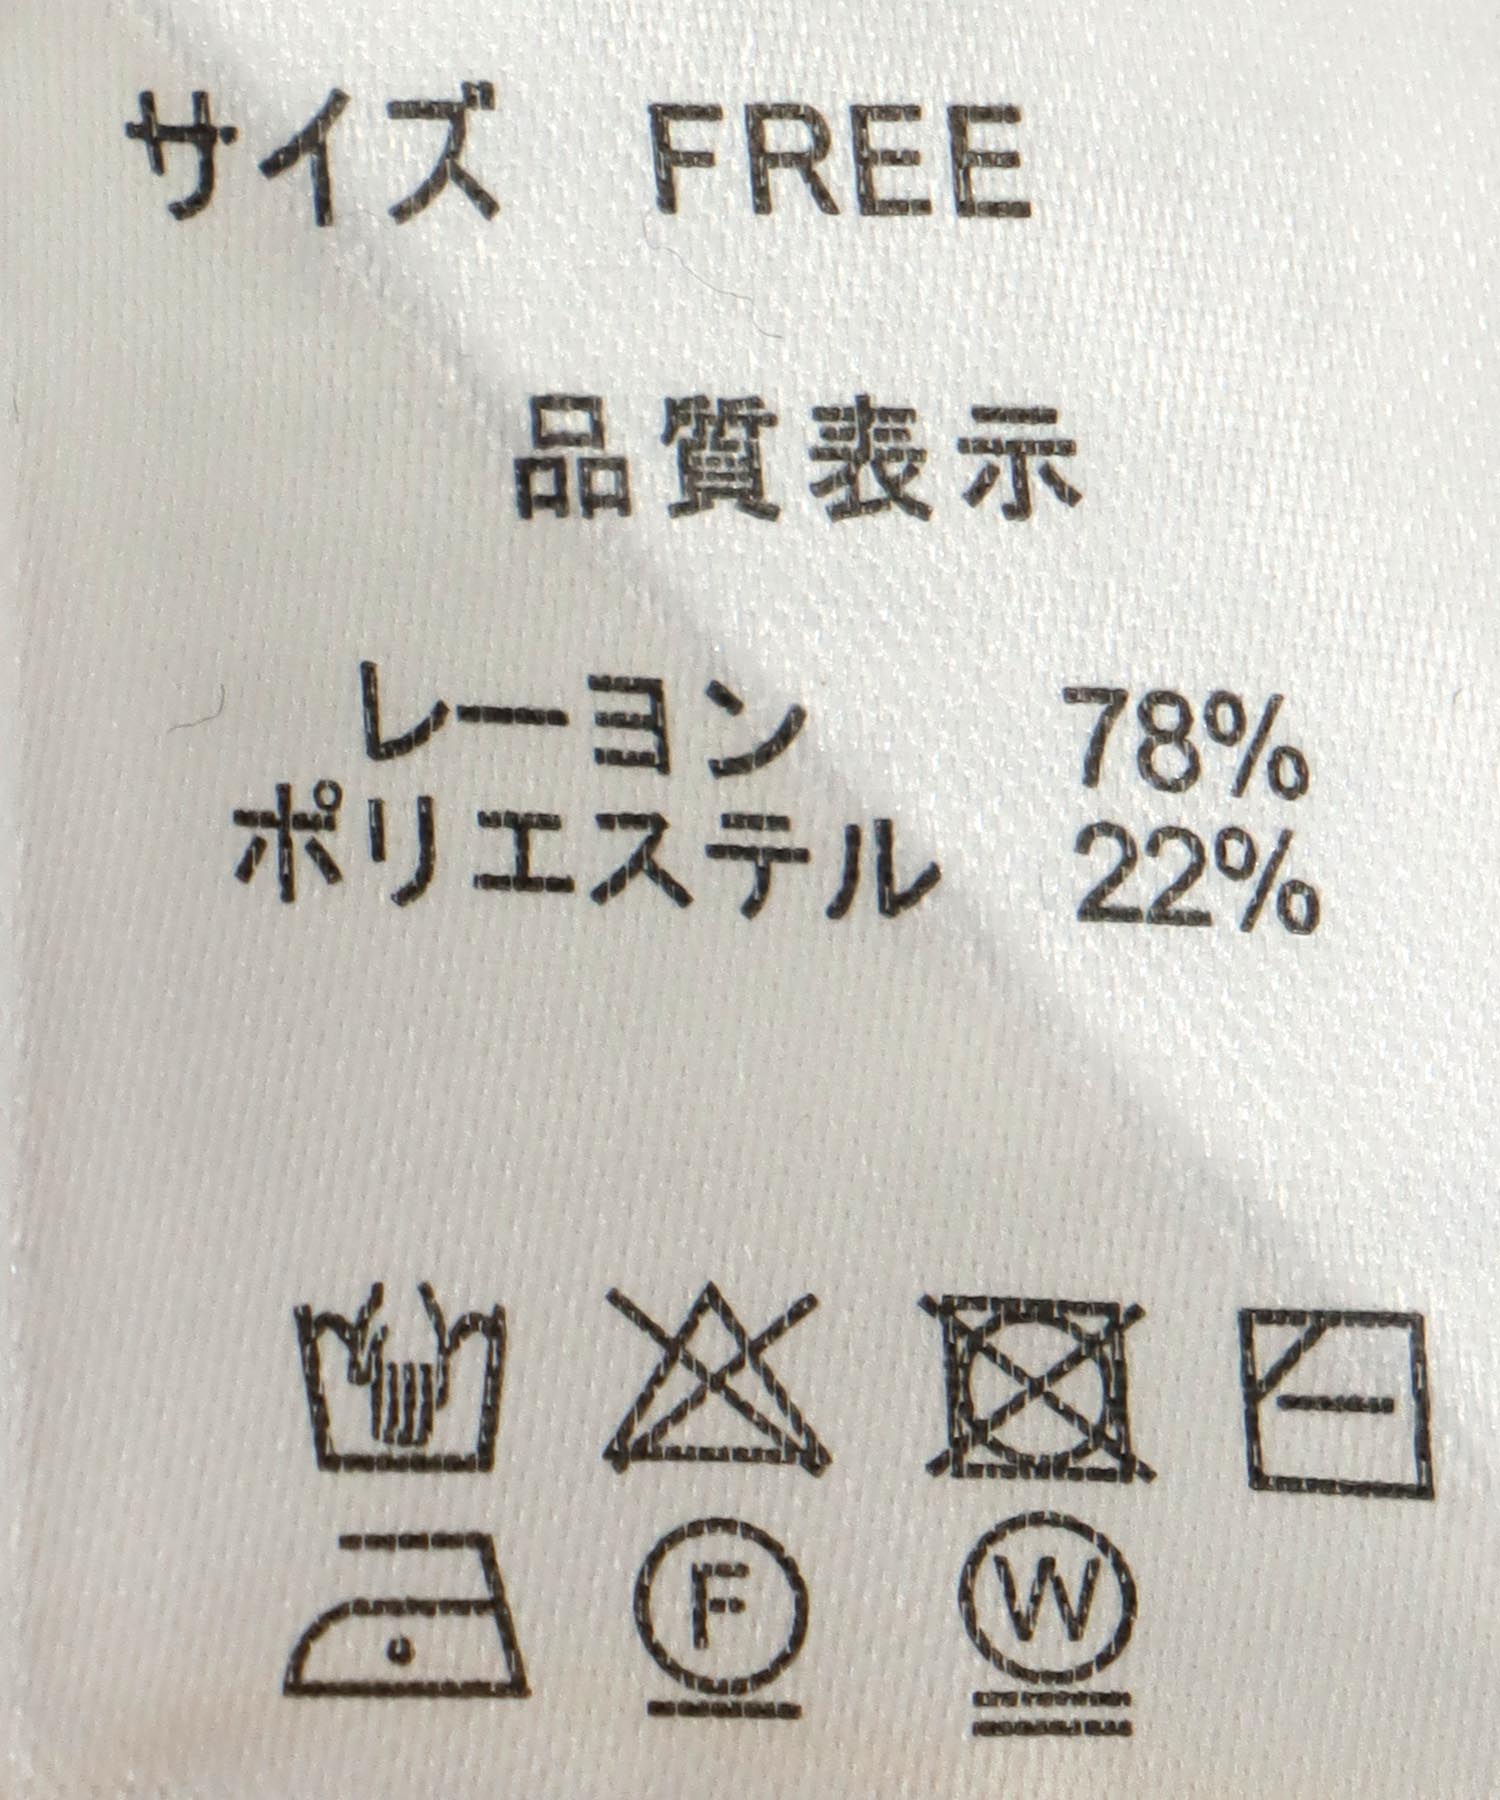 サイズ FREE
品質表示
レーヨン 78%
ポリエステル 22%
F W